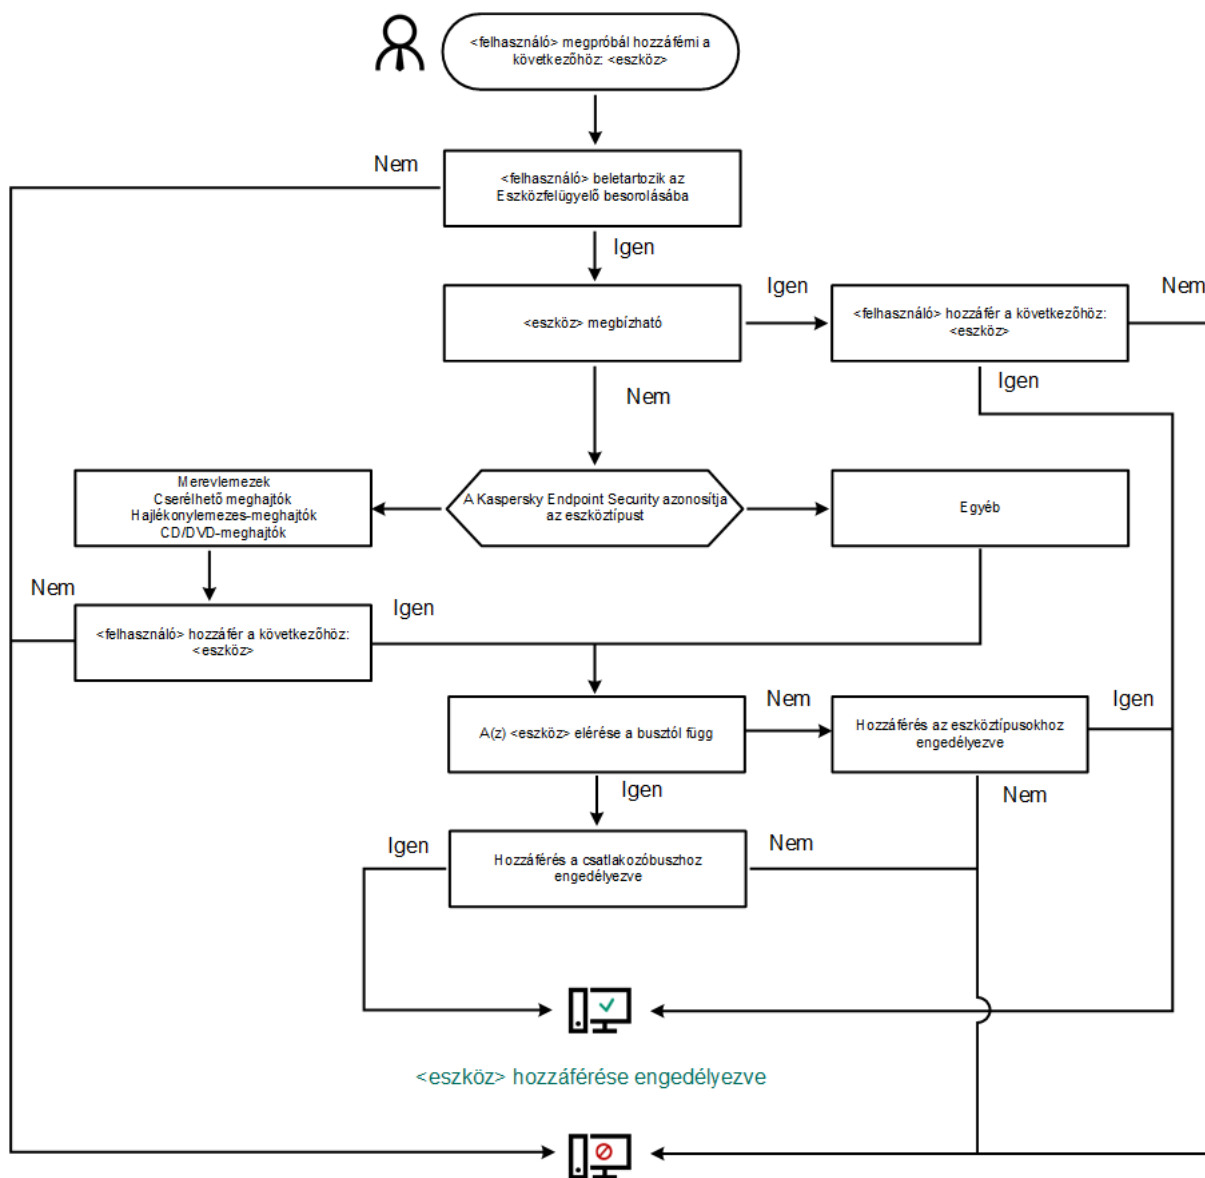 <felhasználó> megpróbál hozzáférni a
következőhöz: <eszköz>
Nem
<felhasználó> beletartozik az
Eszközfelügyelő besorolásába
Igen
<eszköz> megbízható
Igen
<felhasználó> hozzáfér a következőhöz:
<eszköz>
Nem
Igen
Nem
Merevlemezek
Cserélhető meghajtók
Hajlékonylemezes-meghajtók
CD/DVD-meghajtók
A Kaspersky Endpoint Security azonosítja
az eszköztípust
Egyéb
Nem
<felhasználó> hozzáfér a következőhöz:
<eszköz>
Igen
A(z) <eszköz> elérése a busztól függ
Nem
Hozzáférés az eszköztípusokhoz
engedélyezve
Igen
Igen
Nem
Igen
Hozzáférés a csatlakozóbuszhoz
engedélyezve
Nem
<eszköz> hozzáférése engedélyezve